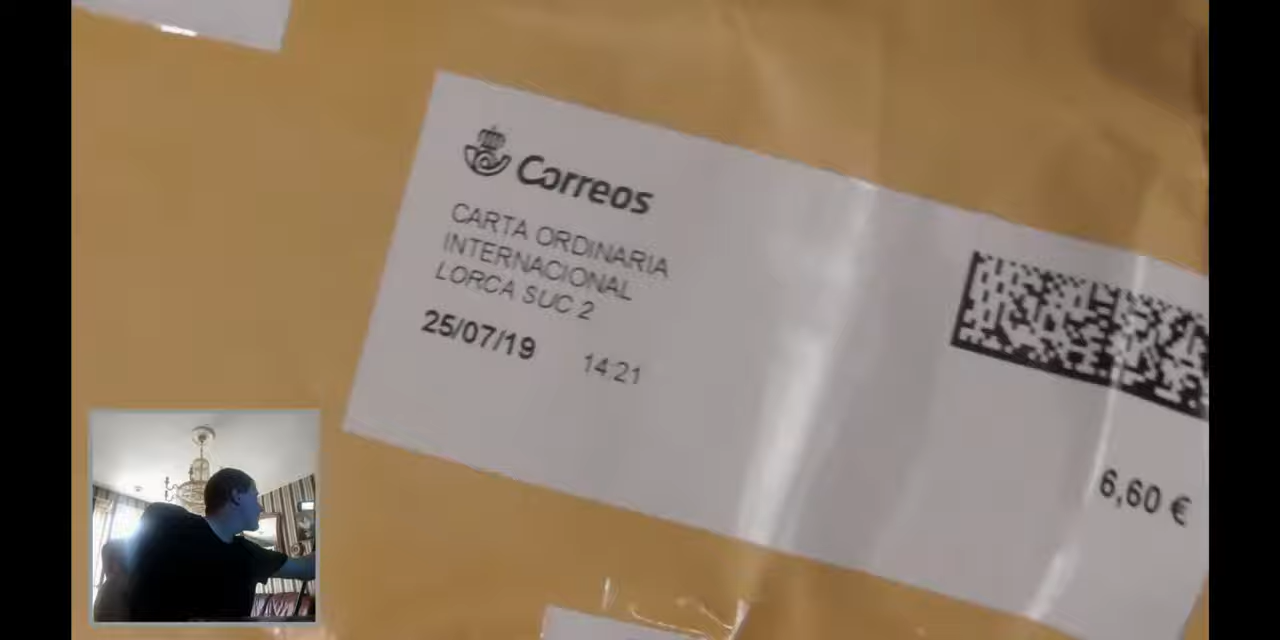 Correos
CARTA ORDINARIA
INTERNACIONAL
LORCA SUC 2
25/07/19 14:21
6,60 €